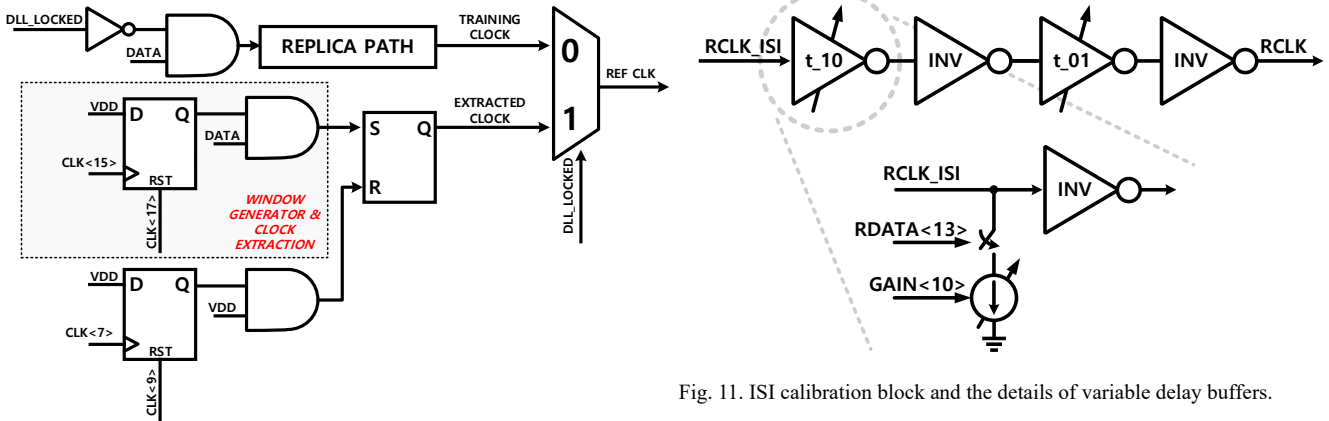 DLL_LOCKED
DATA
REPLICA PATH
TRAINING
CLOCK
0
1
REF CLK
DLL_LOCKED
VDD
D
Q
CLK<15>
RST
CLK<17>
DATA
WINDOW
GENERATOR &
CLOCK
EXTRACTION
S
Q
R
EXTRACTED
CLOCK
VDD
D
Q
CLK<7>
RST
CLK<9>
VDD
RCLK_ISI
t_10
INV
t_01
INV
RCLK
RCLK_ISI
INV
RDATA<13>
GAIN<10>
Fig. 11. ISI calibration block and the details of variable delay buffers.